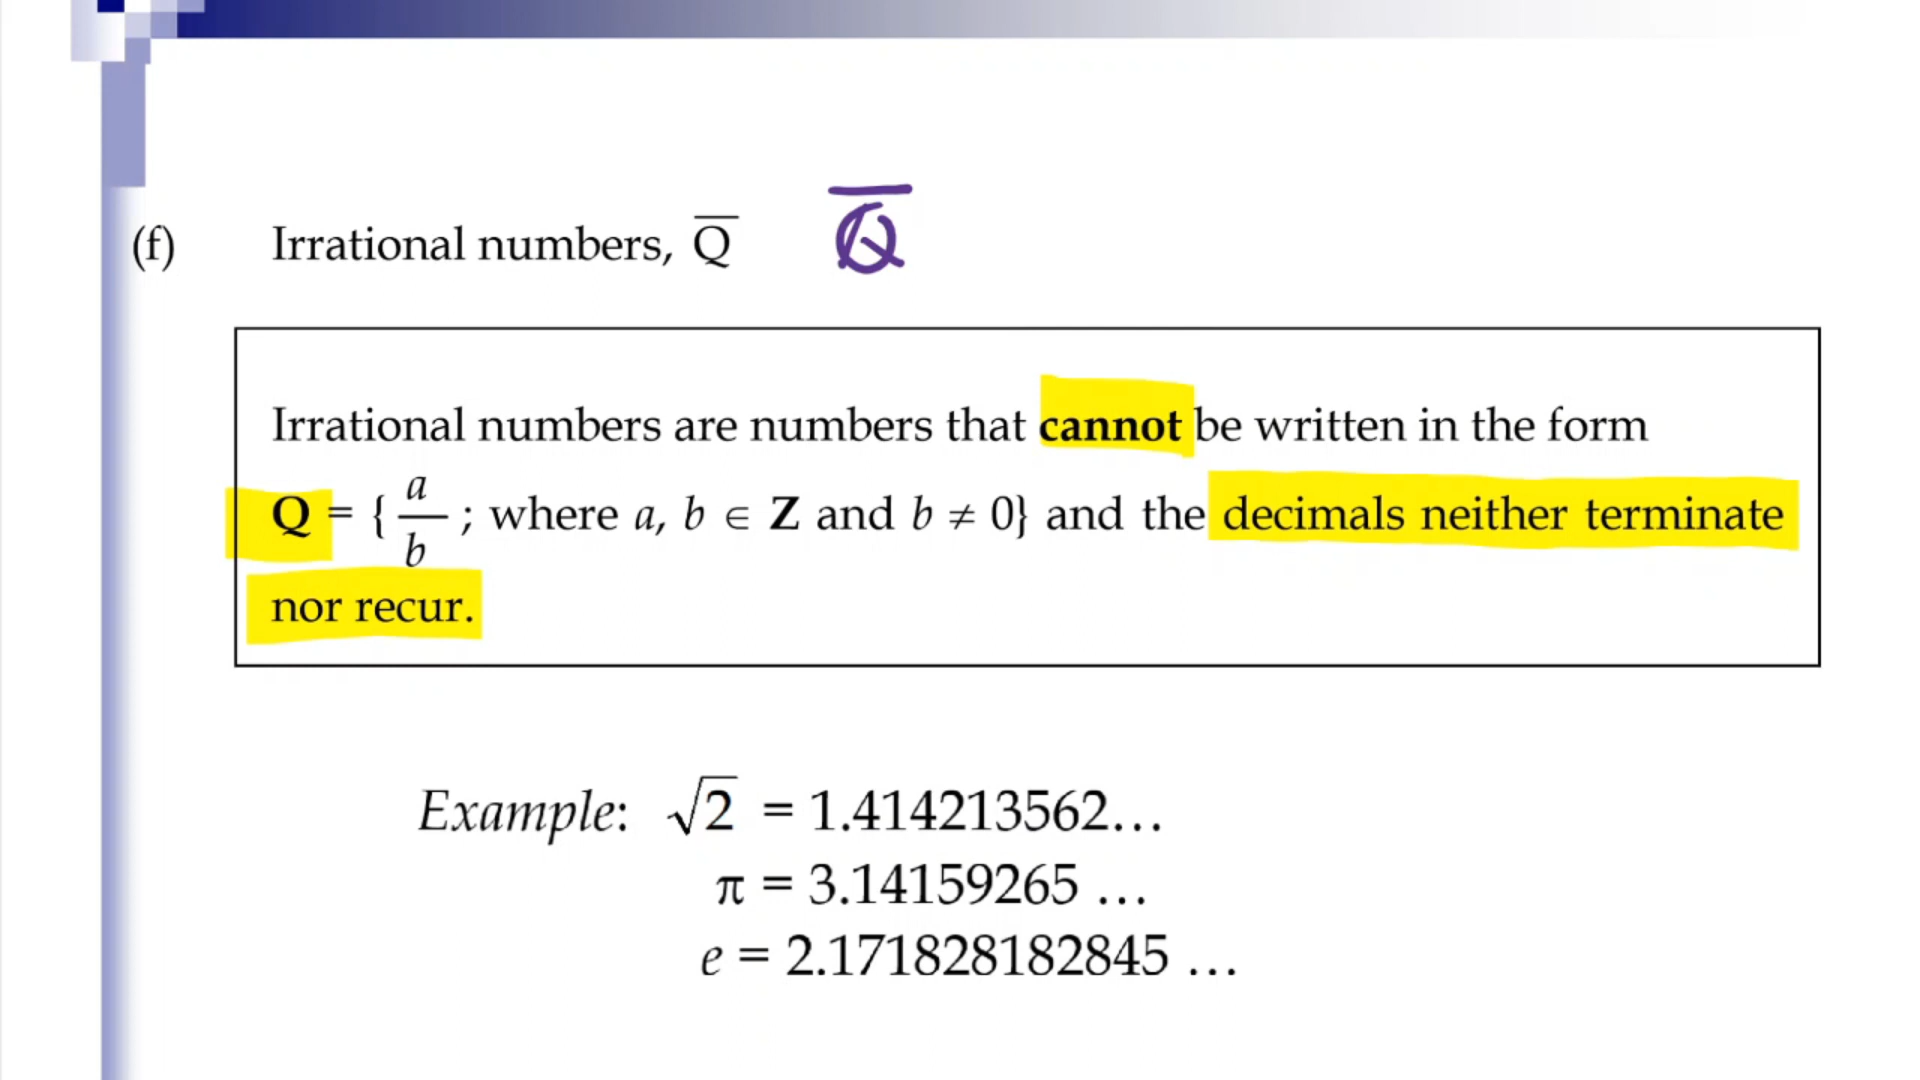 (f) Irrational numbers, Q̅ Q̅
Irrational numbers are numbers that cannot be written in the form
Q = { a/b ; where a, b ∈ Z and b ≠ 0} and the decimals neither terminate
nor recur.
Example: √2 = 1.414213562…
π = 3.14159265 …
e = 2.171828182845 …